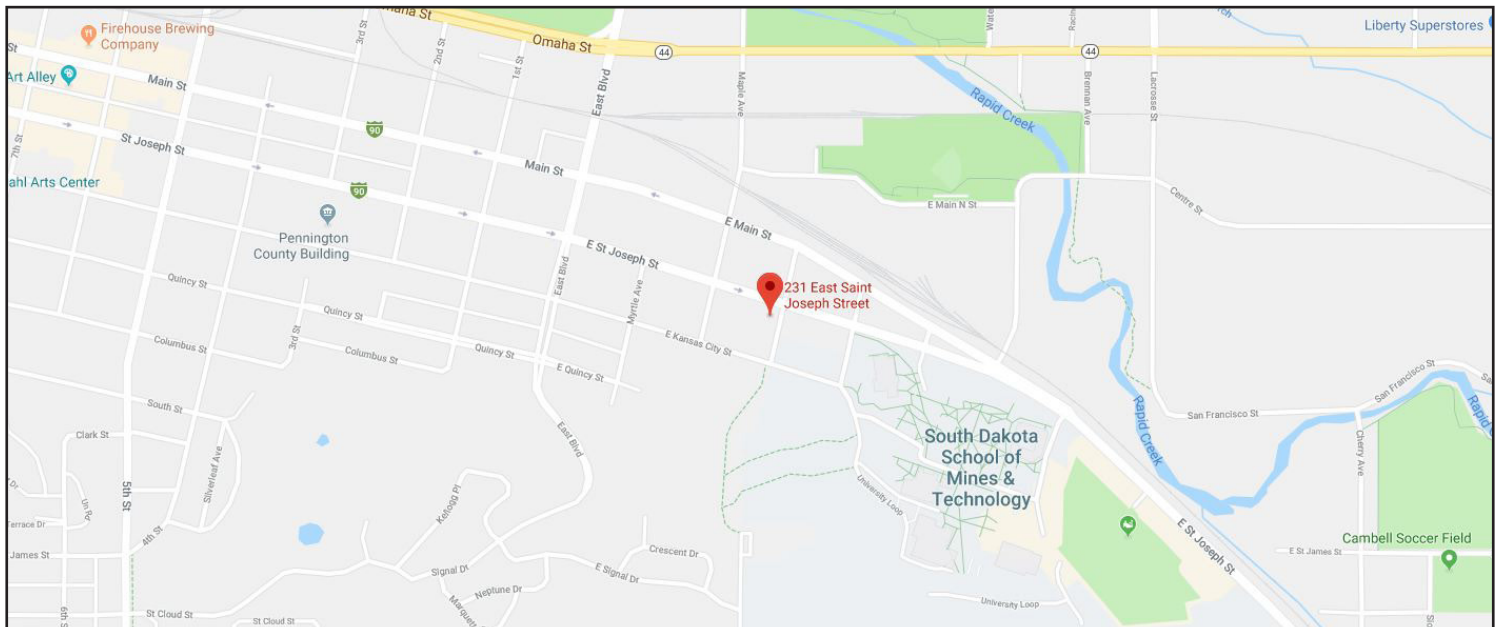 Firehouse Brewing
Company
Omaha St
Omaha St
44
44
Liberty Superstores
3rd St
2nd St
1st St
East Blvd
Maple Ave
Brennan Ave
Lacrosse St
Rapid Creek
Art Alley
Main St
90
St Joseph St
7th St
Main St
90
ahl Arts Center
Pennington
County Building
E Main N St
Centre St
E Main St
E St Joseph St
231 East Saint
Joseph Street
East Blvd
Myrtle Ave
Quincy St
Quincy St
Quincy St
E Quincy St
E Kansas City St
Columbus St
3rd St
Columbus St
South St
Clark St
Silverleaf Ave
5th St
4th St
Un Rd
Terrace Dr
James St
6th St
St Cloud St
St Cloud St
East Blvd
Kellogg Pl
Signal Dr
Neptune Dr
Crescent Dr
E Signal Dr
South Dakota
School of
Mines &
Technology
University Loop
University Loop
Rapid Creek
San Francisco St
San Francisco St
Cherry Ave
E St Joseph St
Cambell Soccer Field
E St James St